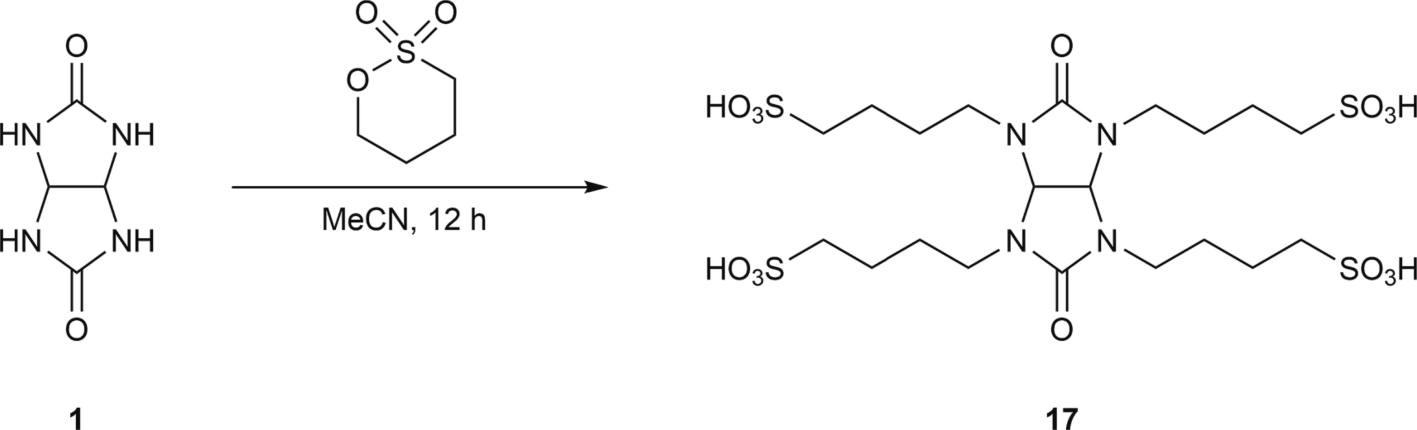 O
HN NH
HN NH
O
1
O O
S
O
MeCN, 12 h
O
HO3S SO3H
N N
N N
HO3S SO3H
O
17